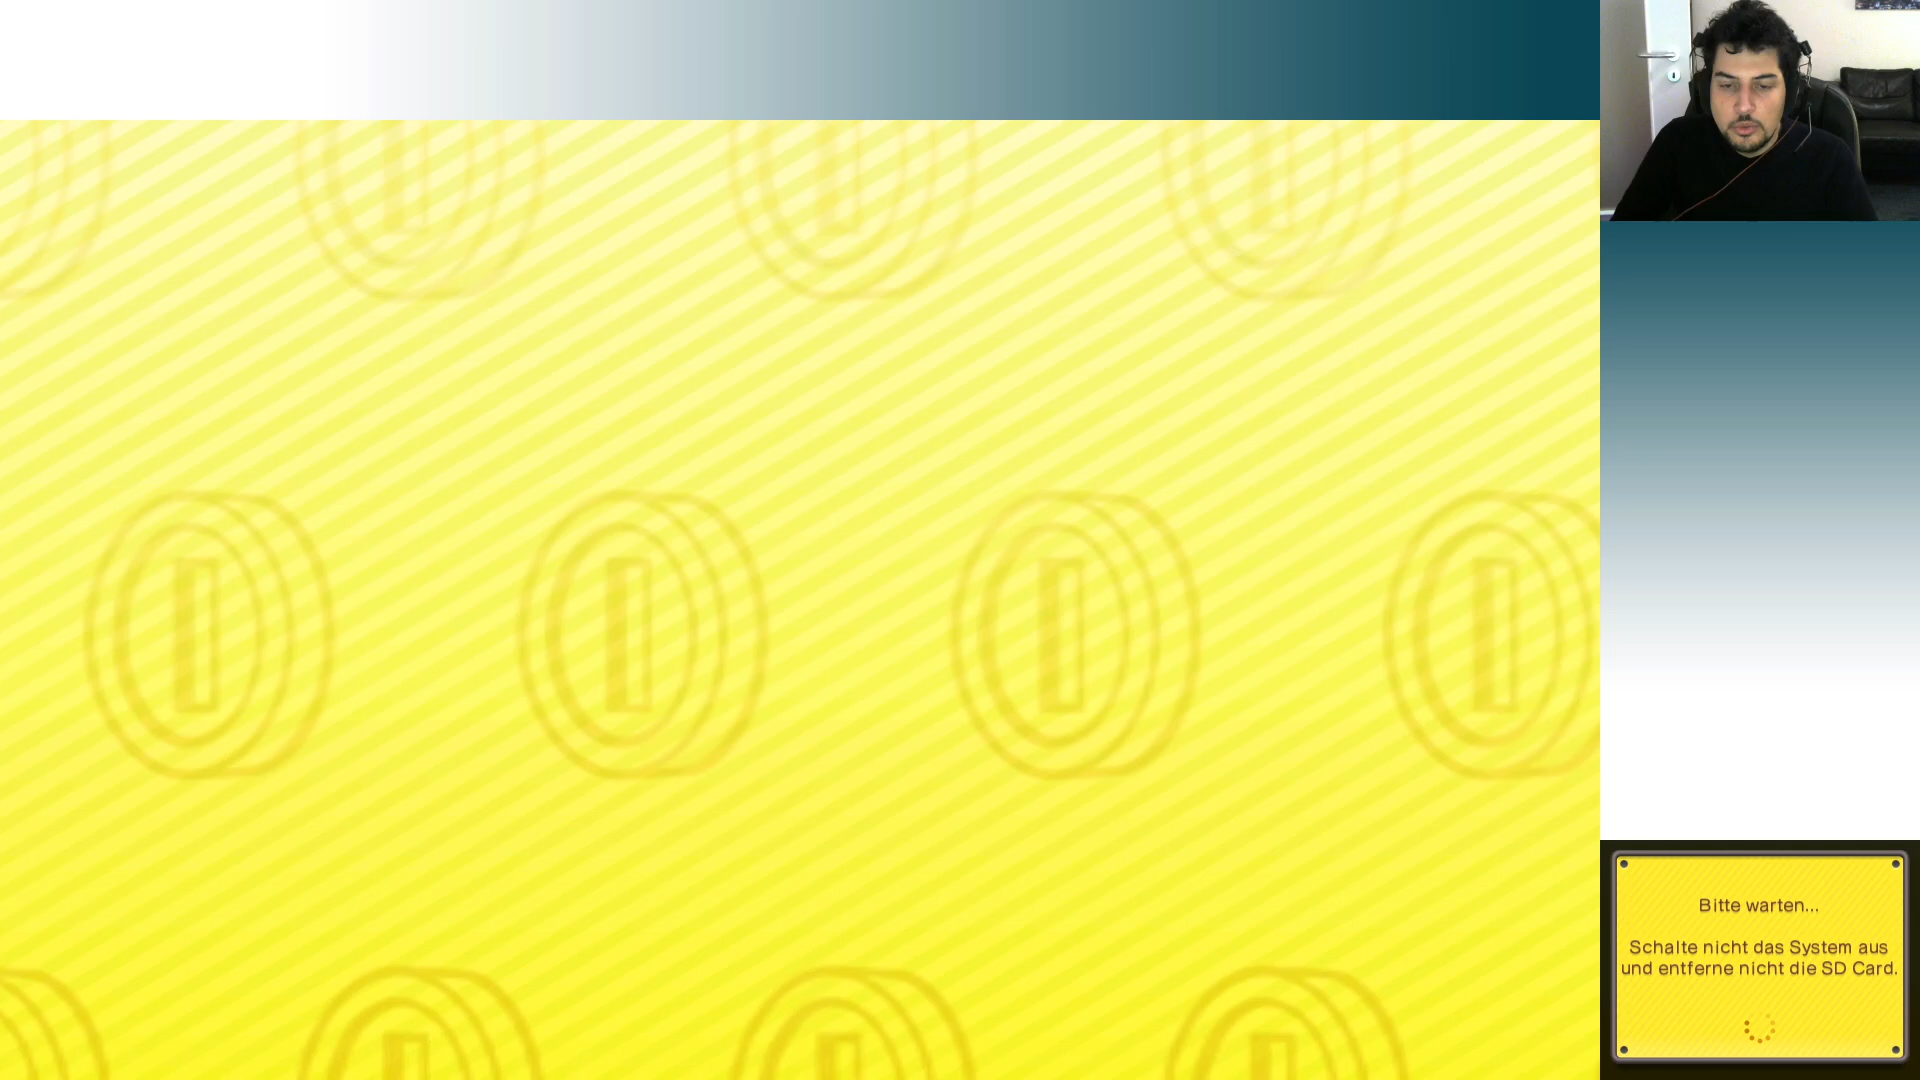 Bitte warten...
Schalte nicht das System aus
und entferne nicht die SD Card.